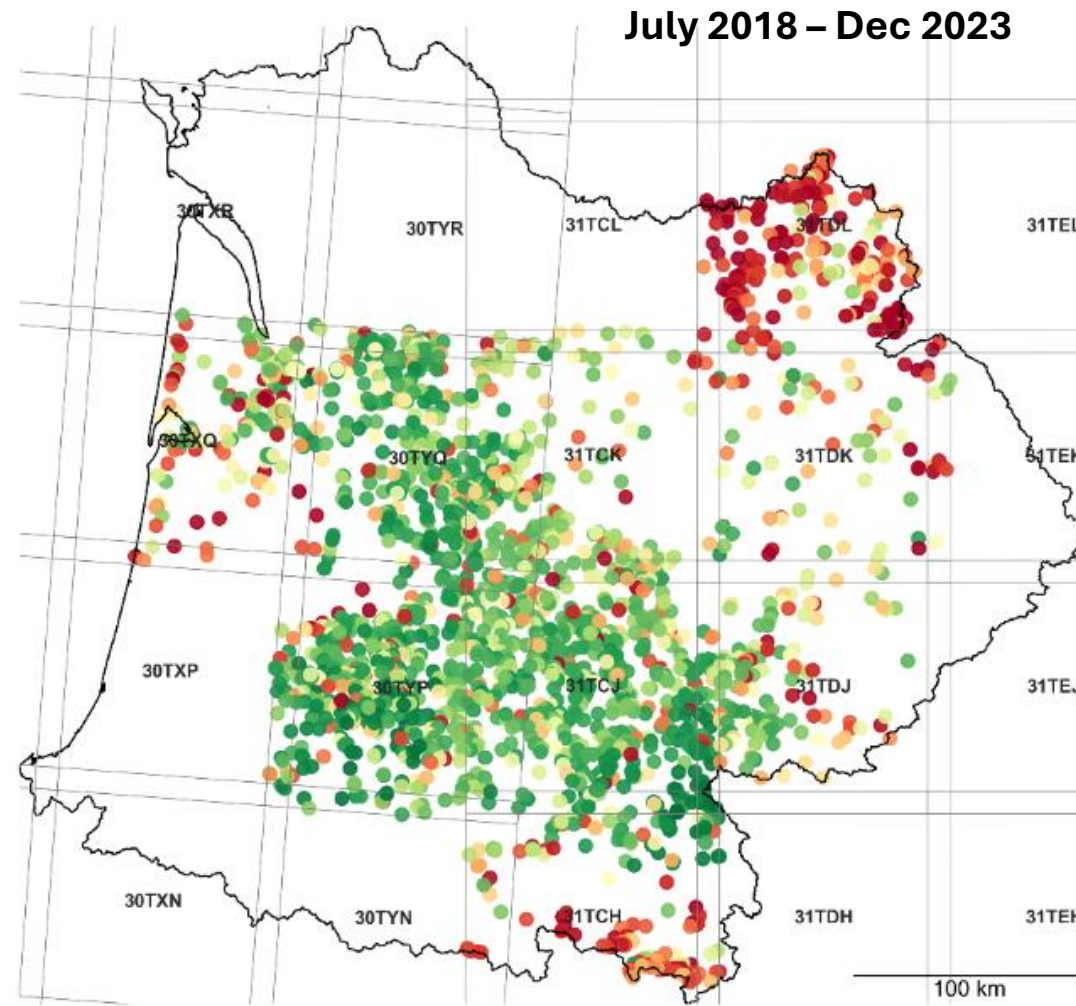 July 2018 – Dec 2023
30TXR
30TYR
31TCL
31TDL
31TEL
30TXQ
30TYQ
31TCK
31TDK
31TEK
30TXP
30TYP
31TCJ
31TDJ
31TEJ
30TXN
30TYN
31TCH
31TDH
31TEH
100 km